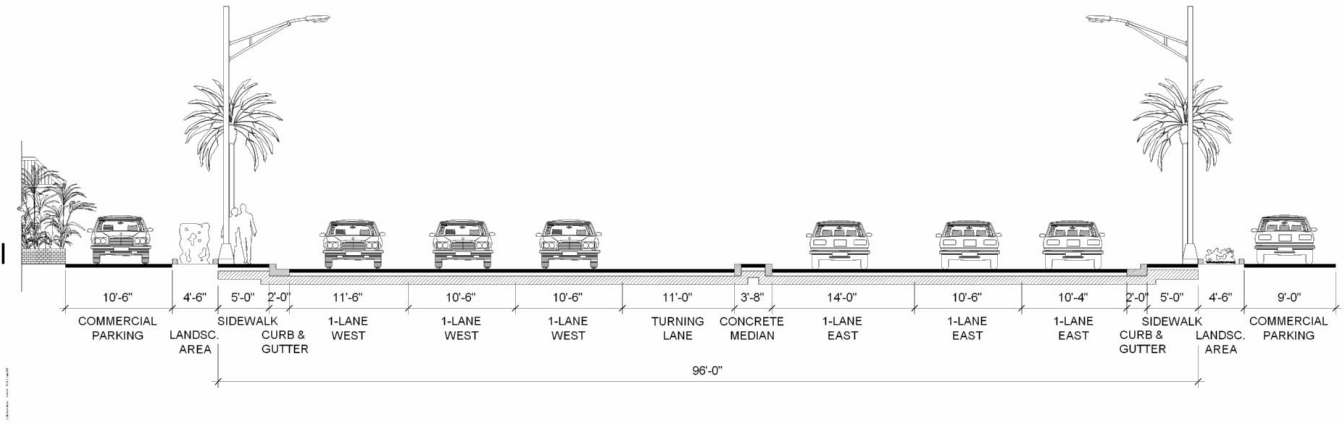 10'-6" 4'-6" 5'-0" 2'-0" 11'-6" 10'-6" 10'-6" 11'-0" 3'-8" 14'-0" 10'-6" 10'-4" 2'-0" 5'-0" 4'-6" 9'-0"
COMMERCIAL PARKING
LANDSC. AREA
SIDEWALK
CURB & GUTTER
1-LANE WEST
1-LANE WEST
1-LANE WEST
TURNING LANE
CONCRETE MEDIAN
1-LANE EAST
1-LANE EAST
1-LANE EAST
CURB & GUTTER
SIDEWALK
LANDSC. AREA
COMMERCIAL PARKING
96'-0"